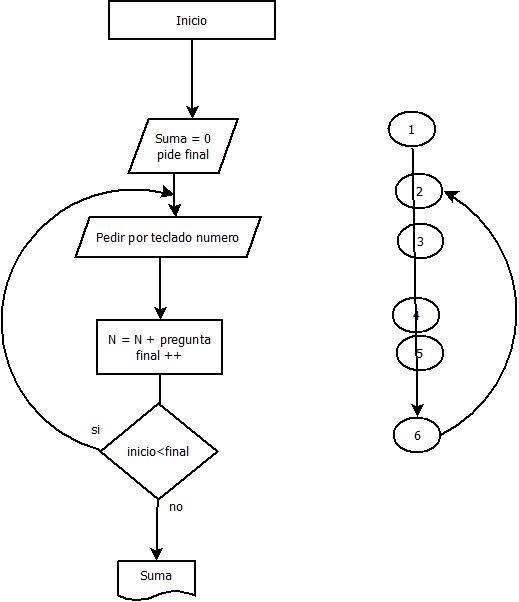 Inicio
Suma = 0
pide final
Pedir por teclado numero
N = N + pregunta
final ++
si
inicio<final
no
Suma
1
2
3
4
5
6